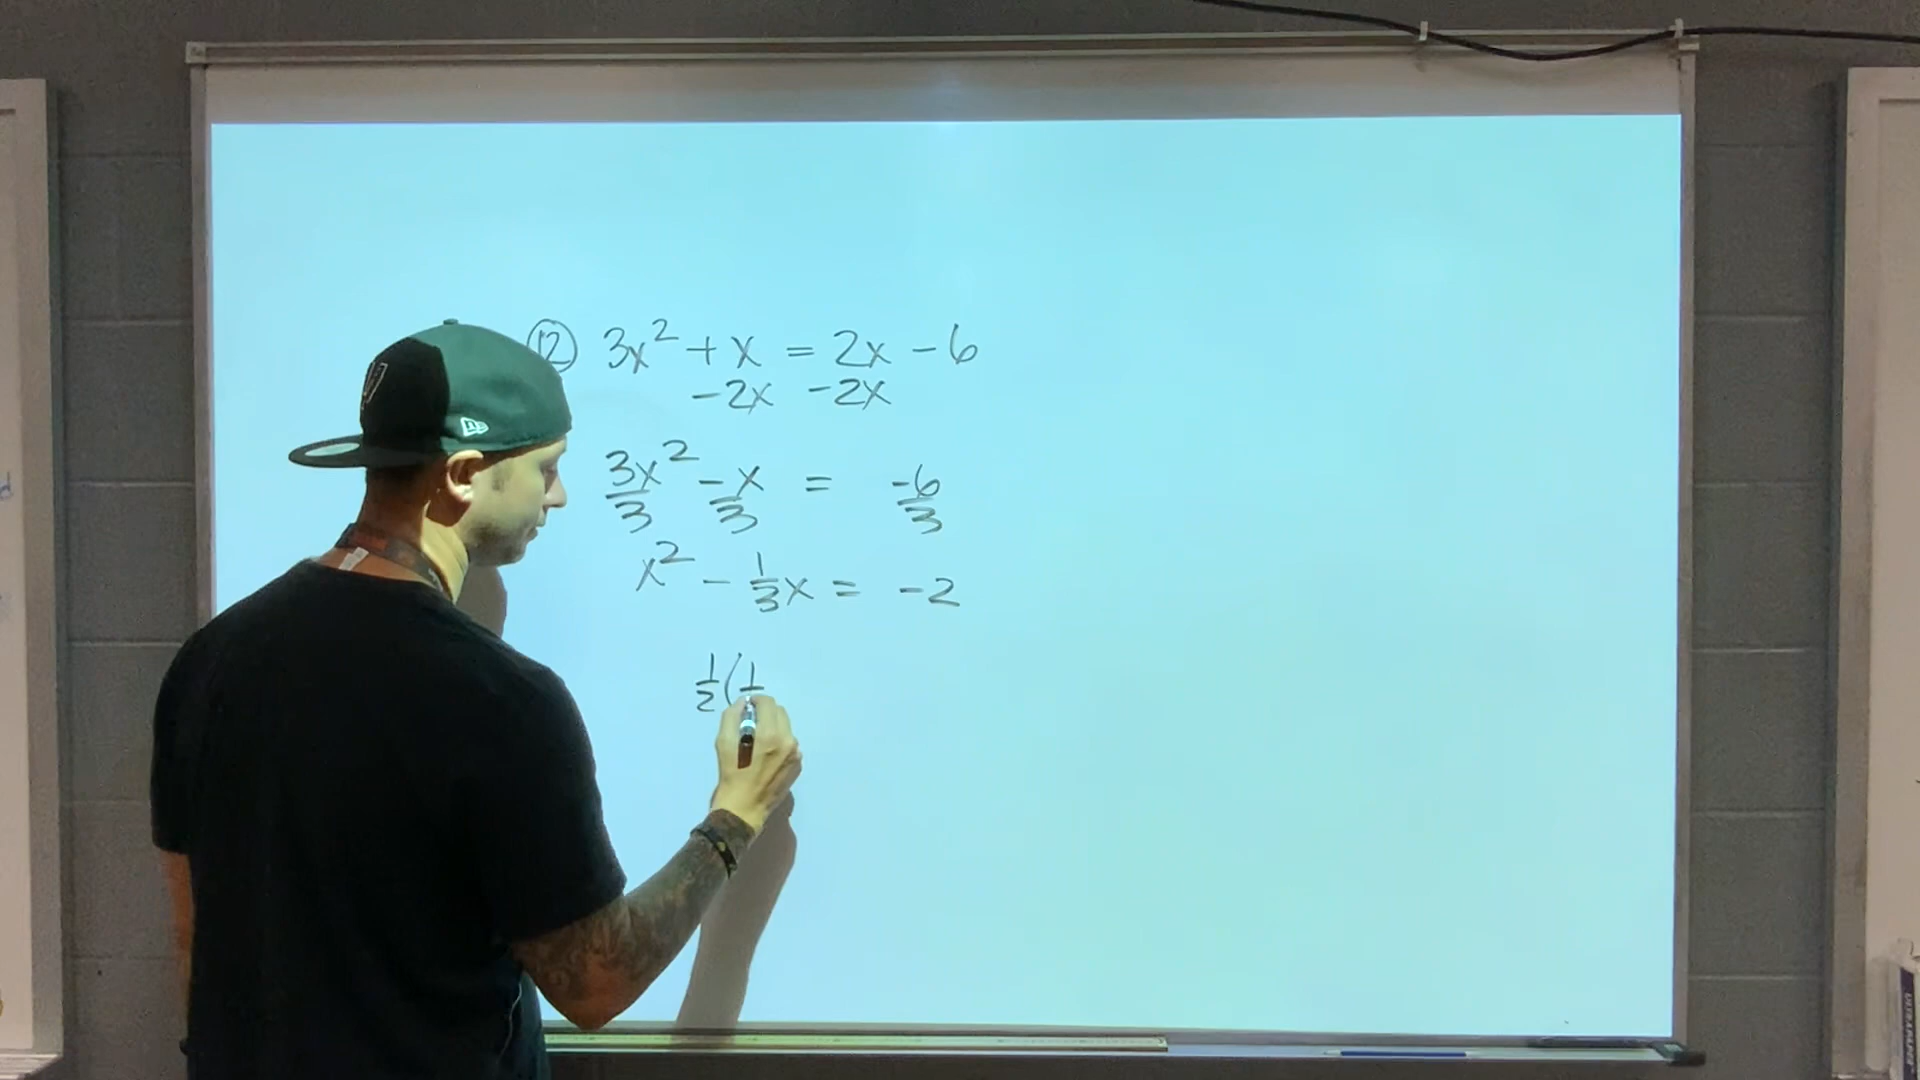 ⑫ 3x² + x = 2x - 6
-2x -2x
3x²/3 - x/3 = -6/3
x² - 1/3x = -2
1/2(1